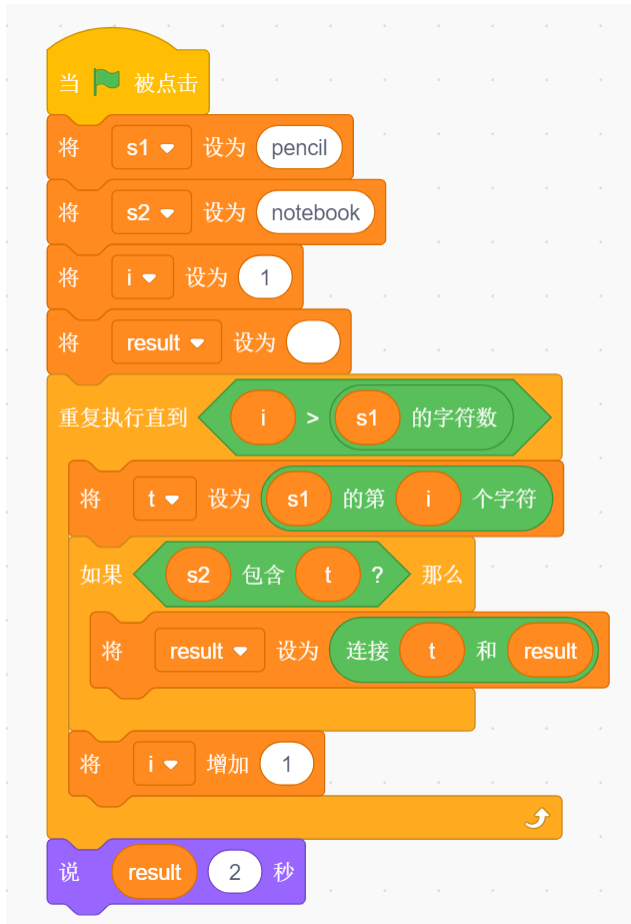 当 被点击
将 s1 设为 pencil
将 s2 设为 notebook
将 i 设为 1
将 result 设为
重复执行直到 i > s1 的字符数
将 t 设为 s1 的第 i 个字符
如果 s2 包含 t ? 那么
将 result 设为 连接 t 和 result
将 i 增加 1
说 result 2 秒